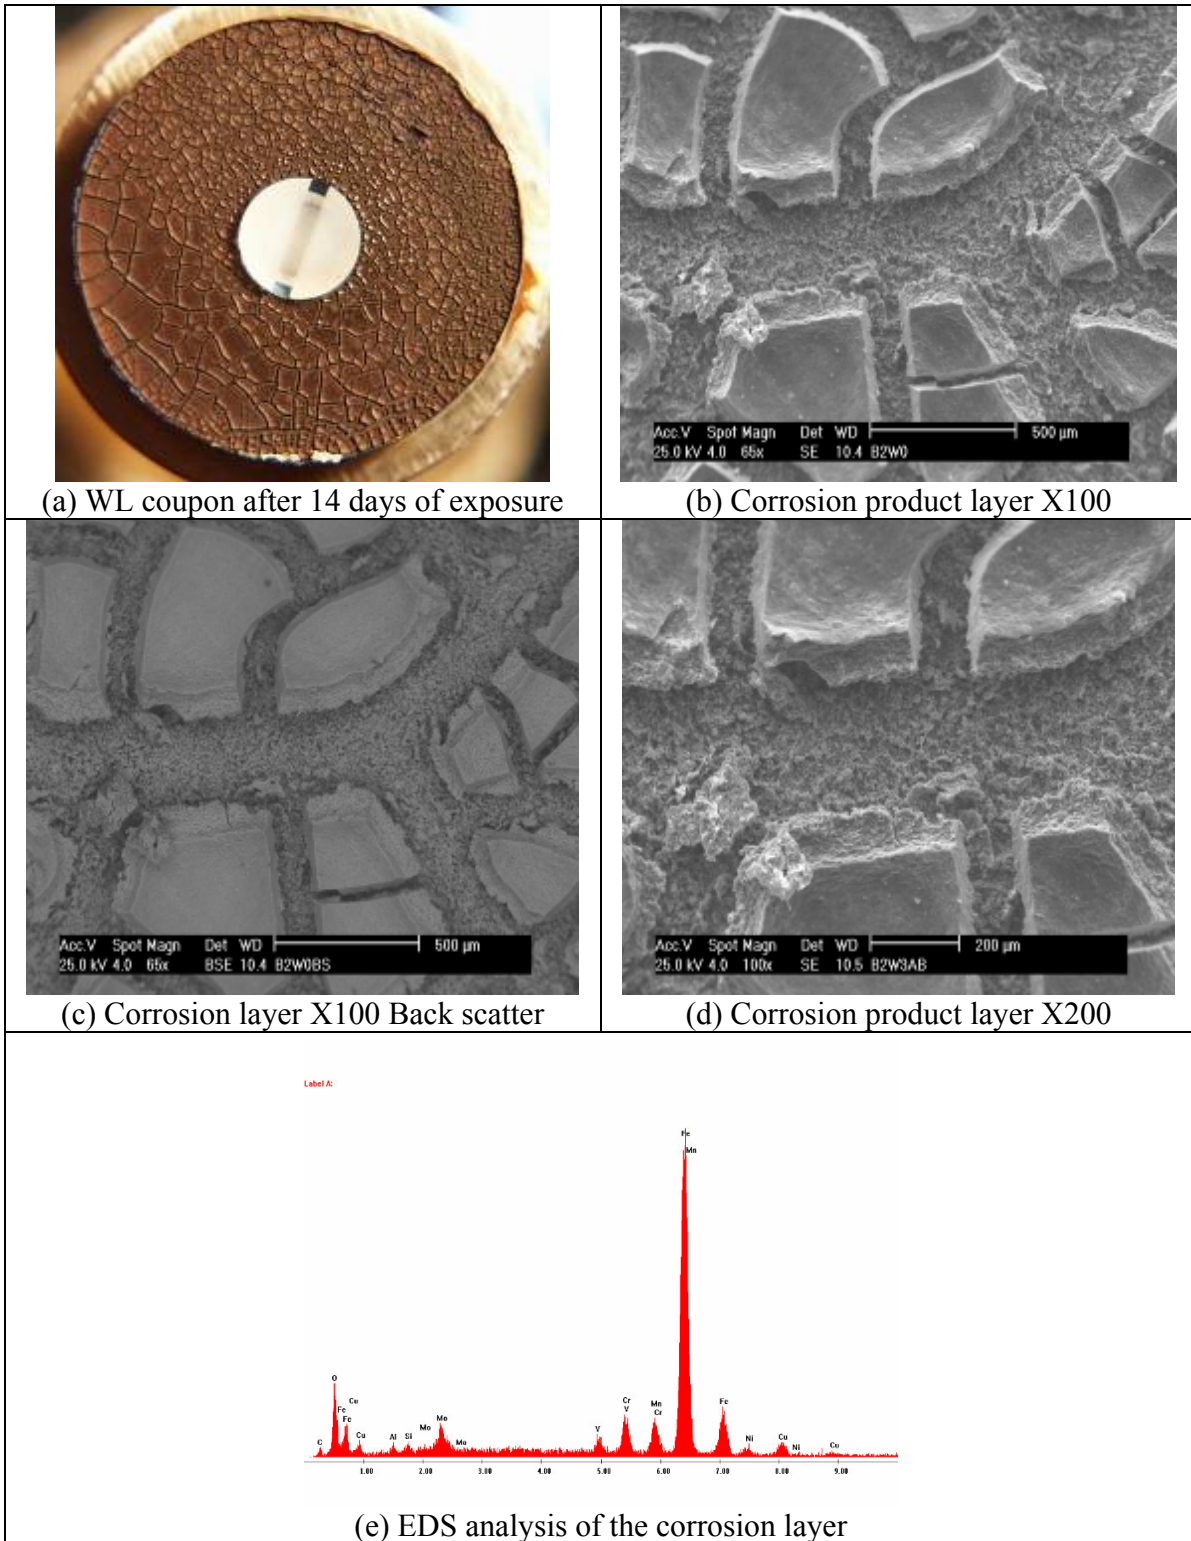 (a) WL coupon after 14 days of exposure
Acc.V Spot Magn Det WD 500 µm
25.0 kV 4.0 65x SE 10.4 B2W0
(b) Corrosion product layer X100
Acc.V Spot Magn Det WD 500 µm
25.0 kV 4.0 65x BSE 10.4 B2W0BS
(c) Corrosion layer X100 Back scatter
Acc.V Spot Magn Det WD 200 µm
25.0 kV 4.0 100x SE 10.5 B2W3AB
(d) Corrosion product layer X200
Label A:
Fe
Mn
O
Cu
Fe
Fe
Cu
C
Al
Si
Mo
Mo
Mo
V
Cr
V
Mn
Cr
Fe
Ni
Cu
Ni
Cu
1.00 2.00 3.00 4.00 5.00 6.00 7.00 8.00 9.00
(e) EDS analysis of the corrosion layer